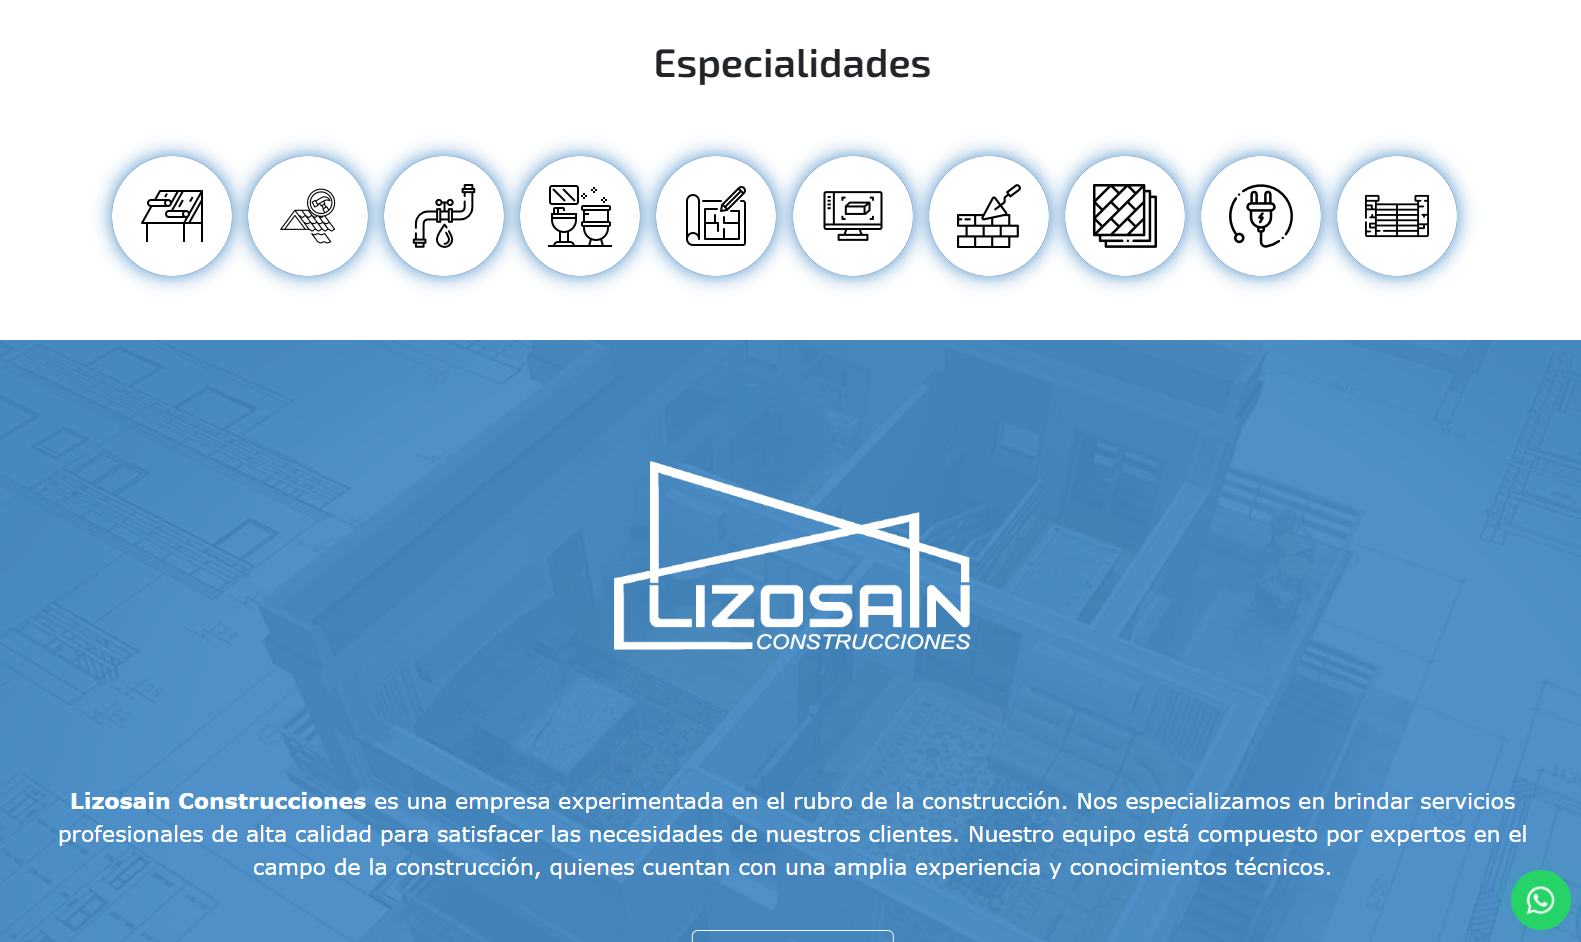 Especialidades
LIZOSAIN
CONSTRUCCIONES
Lizosain Construcciones es una empresa experimentada en el rubro de la construcción. Nos especializamos en brindar servicios
profesionales de alta calidad para satisfacer las necesidades de nuestros clientes. Nuestro equipo está compuesto por expertos en el
campo de la construcción, quienes cuentan con una amplia experiencia y conocimientos técnicos.